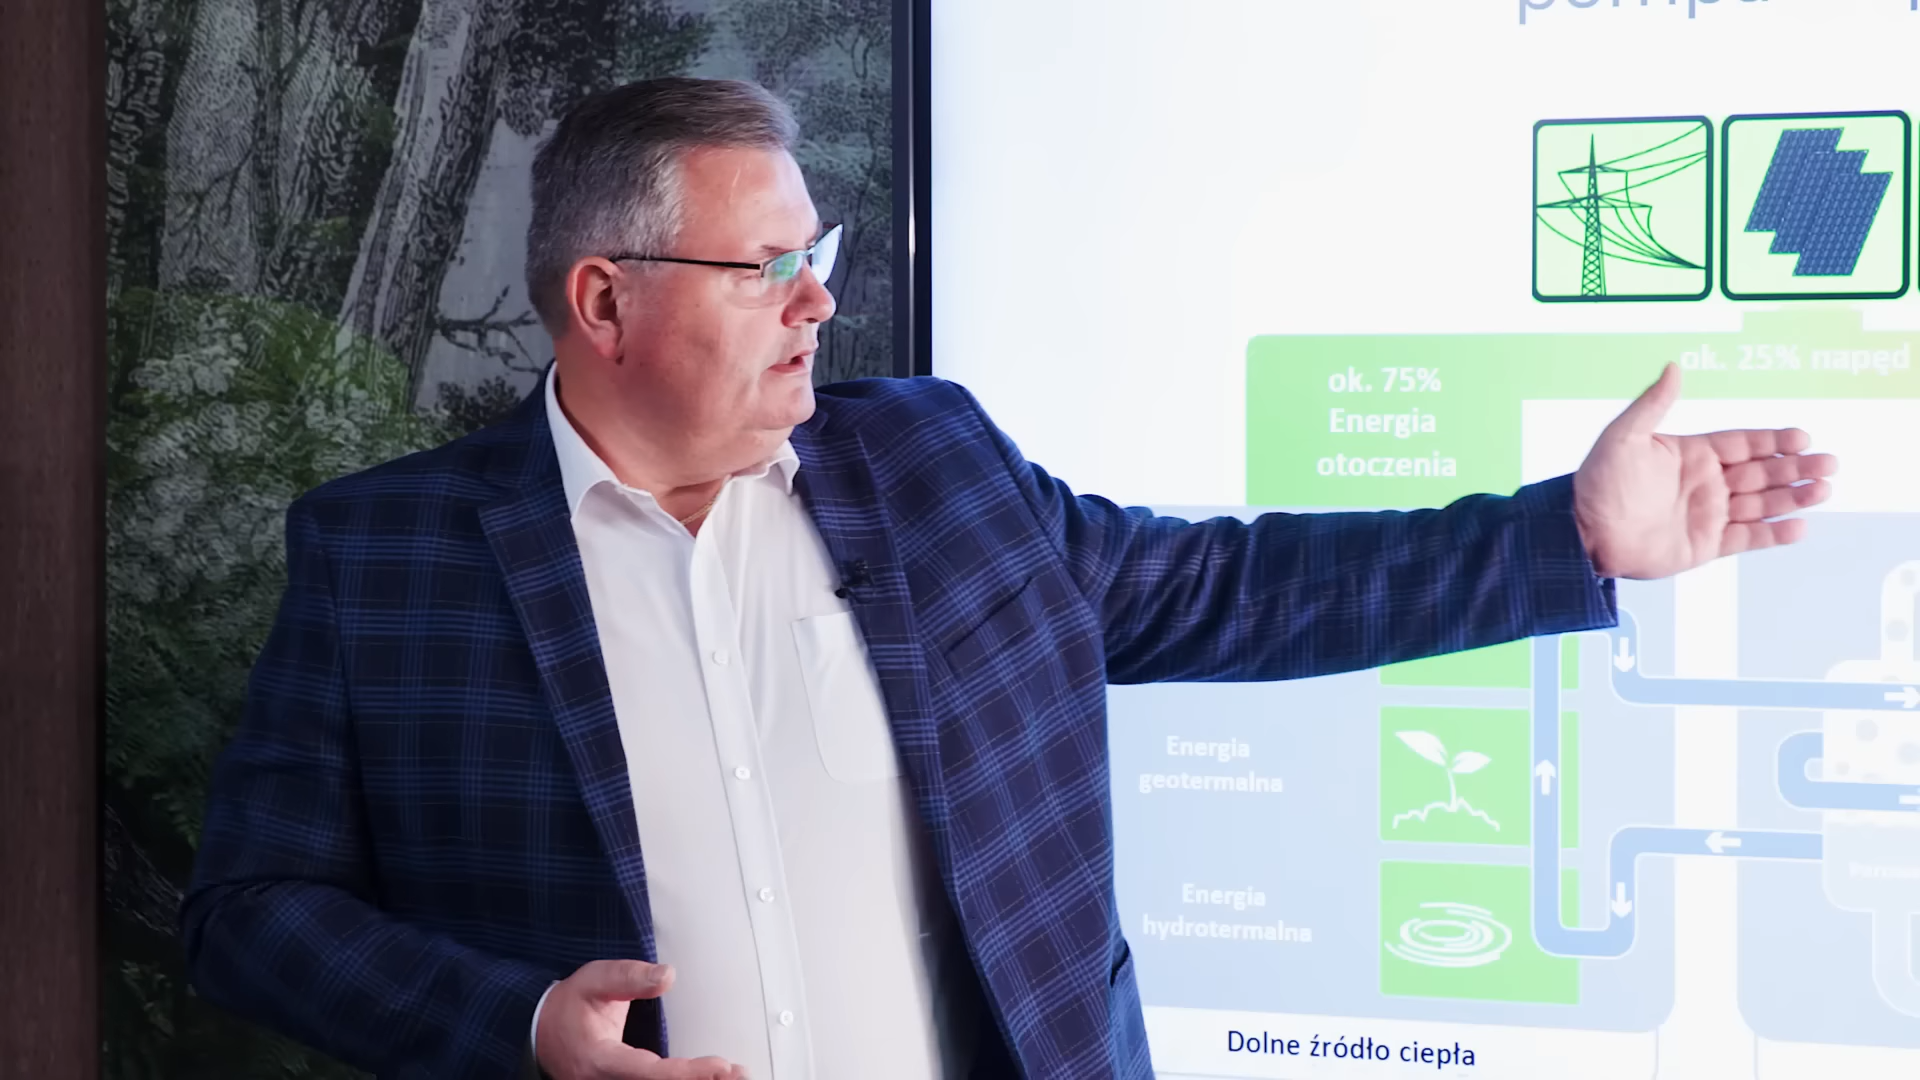 ok. 75%
Energia
otoczenia
ok. 25% napęd
Energia
geotermalna
Energia
hydrotermalna
Dolne źródło ciepła